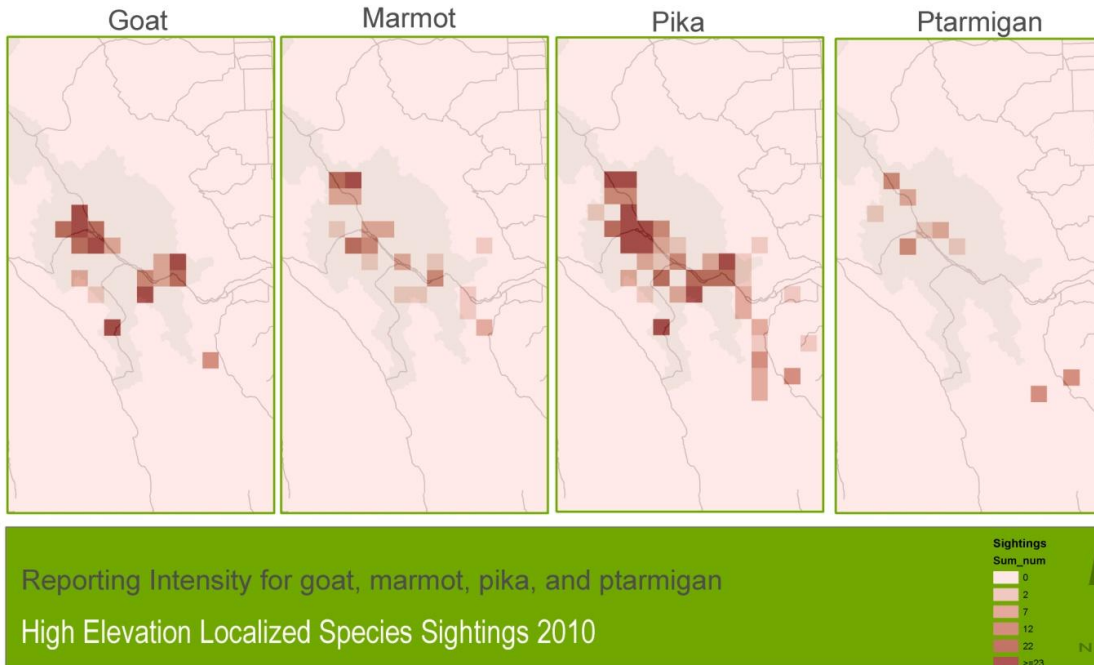 Goat
Marmot
Pika
Ptarmigan
Reporting Intensity for goat, marmot, pika, and ptarmigan
High Elevation Localized Species Sightings 2010
Sightings
Sum_num
0
2
7
12
22
>=23
N